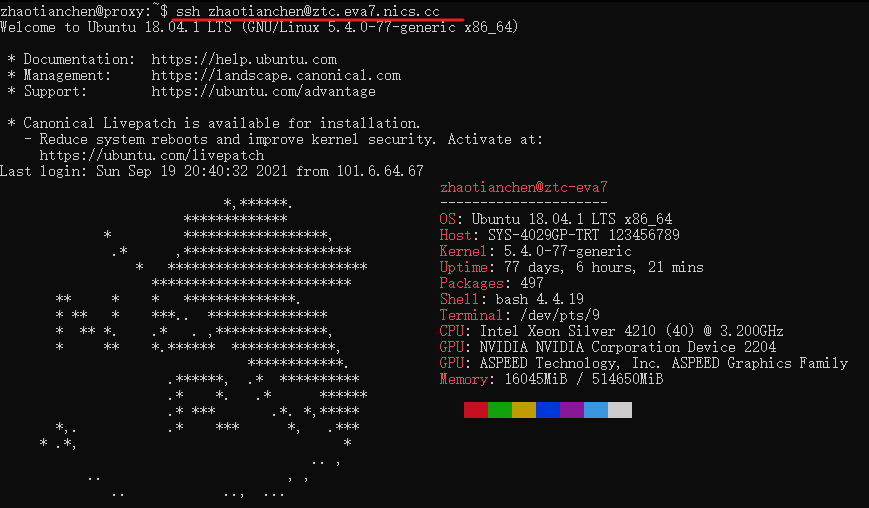 zhaotianchen@proxy:~$ ssh zhaotianchen@ztc.eva7.nics.cc
Welcome to Ubuntu 18.04.1 LTS (GNU/Linux 5.4.0-77-generic x86_64)
* Documentation:  https://help.ubuntu.com
* Management:     https://landscape.canonical.com
* Support:        https://ubuntu.com/advantage
* Canonical Livepatch is available for installation.
- Reduce system reboots and improve kernel security. Activate at:
https://ubuntu.com/livepatch
Last login: Sun Sep 19 20:40:32 2021 from 101.6.64.67
zhaotianchen@ztc-eva7
---------------------
OS: Ubuntu 18.04.1 LTS x86_64
Host: SYS-4029GP-TRT 123456789
Kernel: 5.4.0-77-generic
Uptime: 77 days, 6 hours, 21 mins
Packages: 497
Shell: bash 4.4.19
Terminal: /dev/pts/9
CPU: Intel Xeon Silver 4210 (40) @ 3.200GHz
GPU: NVIDIA NVIDIA Corporation Device 2204
GPU: ASPEED Technology, Inc. ASPEED Graphics Family
Memory: 16045MiB / 514650MiB